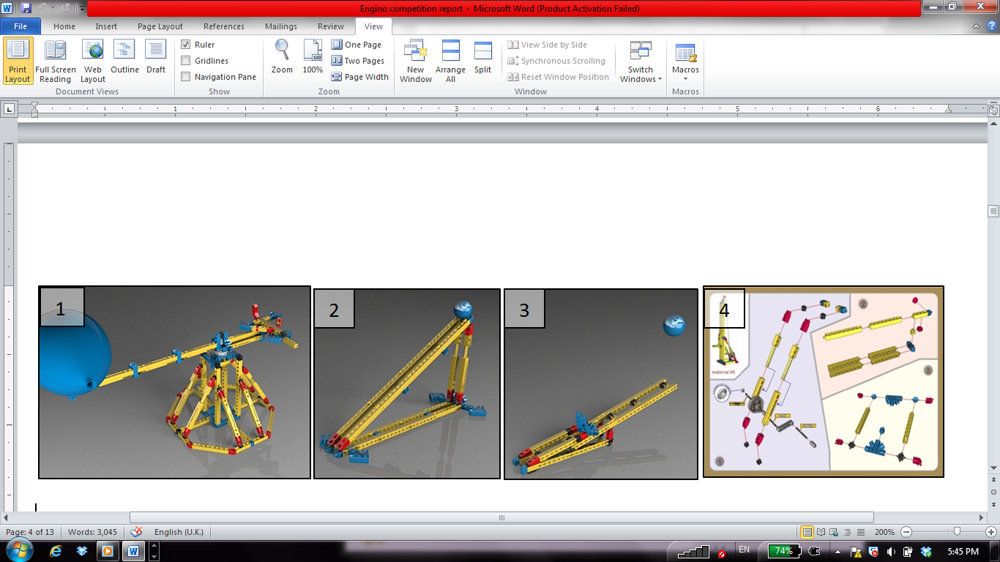 Engino competition report - Microsoft Word (Product Activation Failed)
File Home Insert Page Layout References Mailings Review View
Print Layout
Full Screen Reading
Web Layout
Outline
Draft
Document Views
Ruler
Gridlines
Navigation Pane
Show
Zoom
100%
One Page
Two Pages
Page Width
Zoom
New Window
Arrange All
Split
View Side by Side
Synchronous Scrolling
Reset Window Position
Window
Switch Windows
Macros
Macros
1 2 3 4 5 6
1
2
3
4
material lift
2
3
1
Page: 4 of 13 Words: 3,045 English (U.K.) 200%
EN 74% 5:45 PM